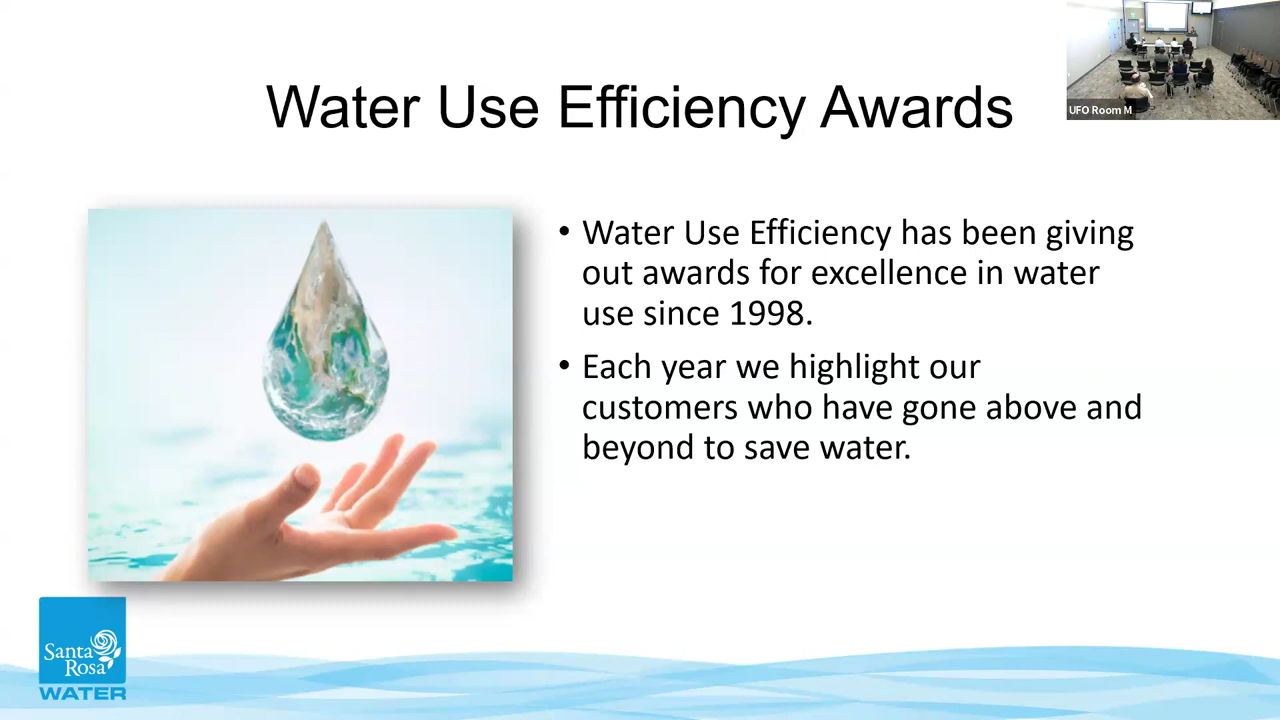 UFO Room M
Water Use Efficiency Awards
• Water Use Efficiency has been giving
out awards for excellence in water
use since 1998.
• Each year we highlight our
customers who have gone above and
beyond to save water.
Santa
Rosa
WATER